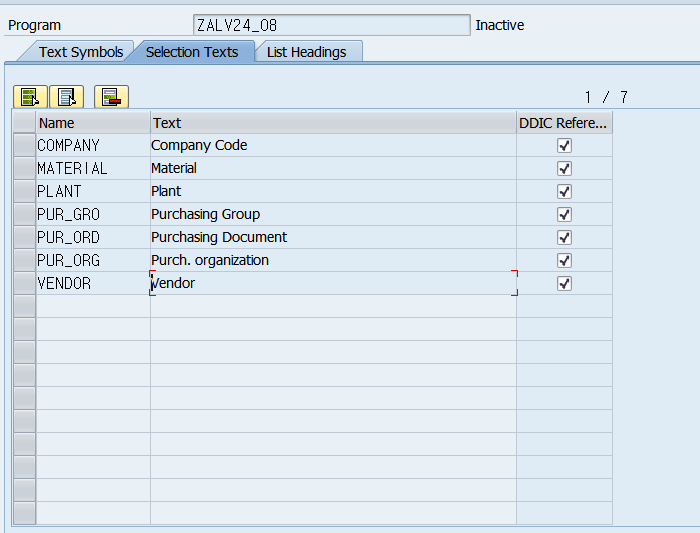 Program ZALV24_08 Inactive
Text Symbols Selection Texts List Headings
1 / 7
Name Text DDIC Refere...
COMPANY Company Code
MATERIAL Material
PLANT Plant
PUR_GRO Purchasing Group
PUR_ORD Purchasing Document
PUR_ORG Purch. organization
VENDOR Vendor